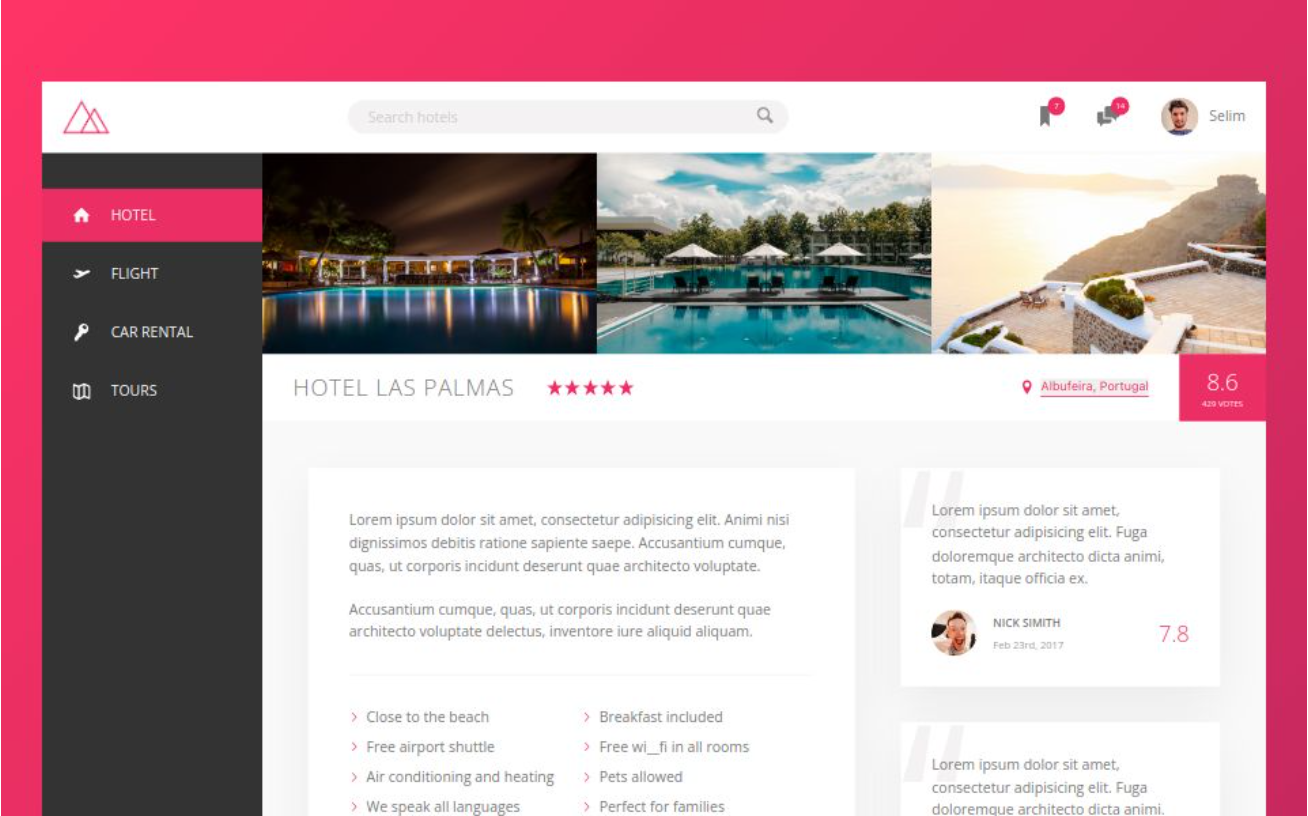 Search hotels
7
14
Selim
HOTEL
FLIGHT
CAR RENTAL
TOURS
HOTEL LAS PALMAS
Albufeira, Portugal
8.6
429 VOTES
Lorem ipsum dolor sit amet, consectetur adipisicing elit. Animi nisi
dignissimos debitis ratione sapiente saepe. Accusantium cumque,
quas, ut corporis incidunt deserunt quae architecto voluptate.
Accusantium cumque, quas, ut corporis incidunt deserunt quae
architecto voluptate delectus, inventore iure aliquid aliquam.
Close to the beach
Free airport shuttle
Air conditioning and heating
We speak all languages
Breakfast included
Free wi__fi in all rooms
Pets allowed
Perfect for families
Lorem ipsum dolor sit amet,
consectetur adipisicing elit. Fuga
doloremque architecto dicta animi,
totam, itaque officia ex.
NICK SIMITH
Feb 23rd, 2017
7.8
Lorem ipsum dolor sit amet,
consectetur adipisicing elit. Fuga
doloremque architecto dicta animi.